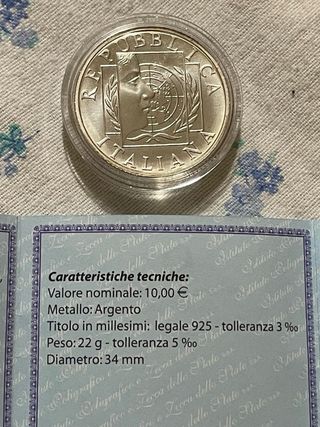 REPUBBLICA
ITALIANA
Caratteristiche tecniche:
Valore nominale: 10,00 €
Metallo: Argento
Titolo in millesimi: legale 925 - tolleranza 3 ‰
Peso: 22 g - tolleranza 5 ‰
Diametro: 34 mm